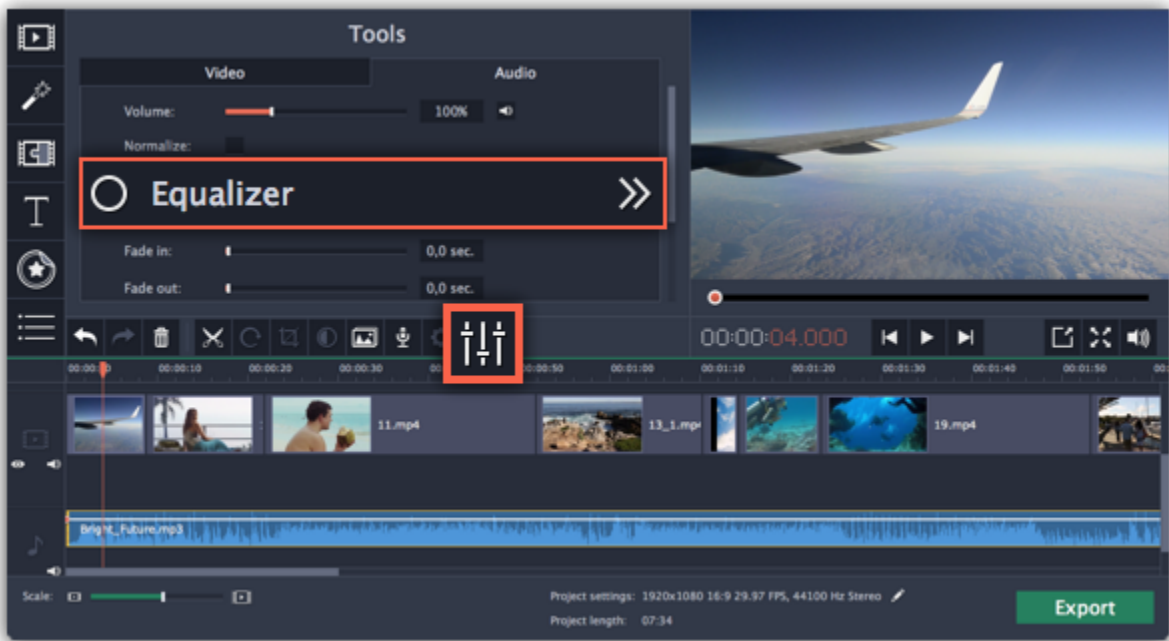 Tools
Video Audio
Volume: 100%
Normalize:
Equalizer
Fade in: 0,0 sec.
Fade out: 0,0 sec.
T
00:00:04.000
00:00:10 00:00:20 00:00:30 00:00:50 00:01:00 00:01:10 00:01:20 00:01:30 00:01:40 00:01:50
11.mp4 13_1.mp4 19.mp4
Bright_Future.mp3
Scale:
Project settings: 1920x1080 16:9 29.97 FPS, 44100 Hz Stereo
Project length: 07:34
Export